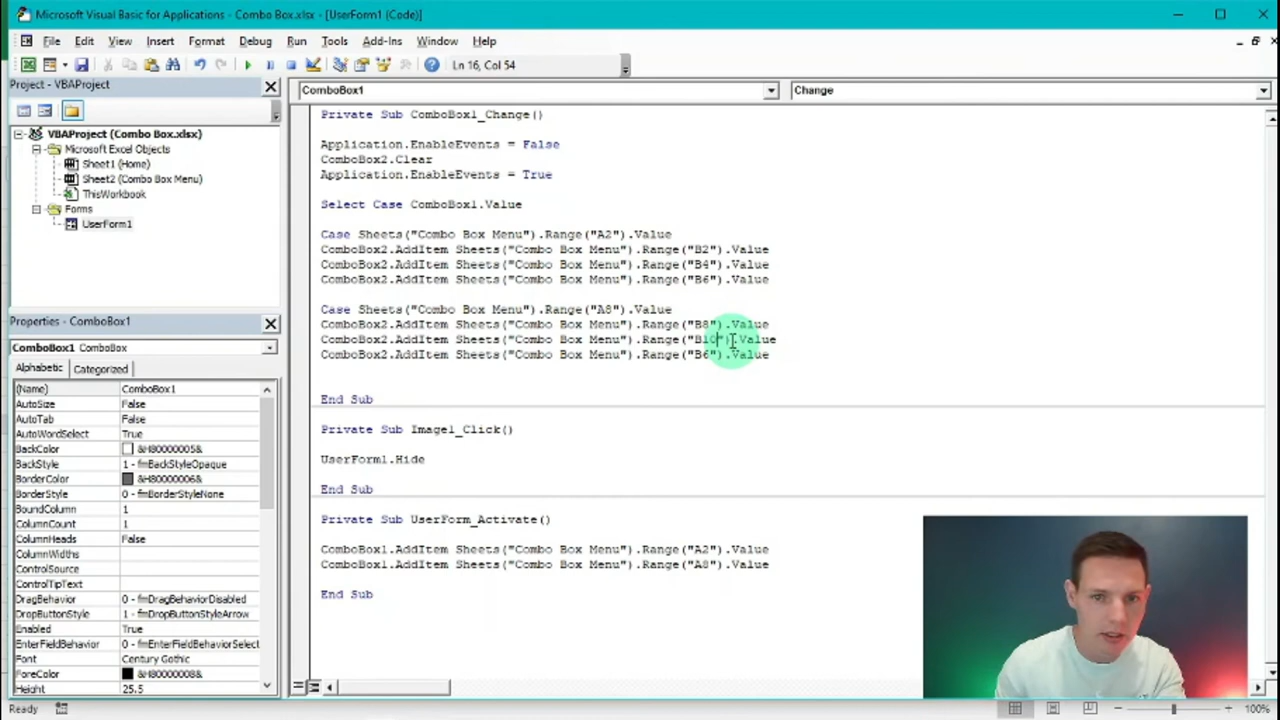 Microsoft Visual Basic for Applications - Combo Box.xlsx - [UserForm1 (Code)]
File Edit View Insert Format Debug Run Tools Add-Ins Window Help
Ln 16, Col 54
Project - VBAProject
VBAProject (Combo Box.xlsx)
Microsoft Excel Objects
Sheet1 (Home)
Sheet2 (Combo Box Menu)
ThisWorkbook
Forms
UserForm1
Properties - ComboBox1
ComboBox1 ComboBox
Alphabetic Categorized
(Name) ComboBox1
AutoSize False
AutoTab False
AutoWordSelect True
BackColor &H80000005&
BackStyle 1 - fmBackStyleOpaque
BorderColor &H80000006&
BorderStyle 0 - fmBorderStyleNone
BoundColumn 1
ColumnCount 1
ColumnHeads False
ColumnWidths
ControlSource
ControlTipText
DragBehavior 0 - fmDragBehaviorDisabled
DropButtonStyle 1 - fmDropButtonStyleArrow
Enabled True
EnterFieldBehavior 0 - fmEnterFieldBehaviorSelect
Font Century Gothic
ForeColor &H80000008&
Height 25.5
ComboBox1 Change
Private Sub ComboBox1_Change()
Application.EnableEvents = False
ComboBox2.Clear
Application.EnableEvents = True
Select Case ComboBox1.Value
Case Sheets("Combo Box Menu").Range("A2").Value
ComboBox2.AddItem Sheets("Combo Box Menu").Range("B2").Value
ComboBox2.AddItem Sheets("Combo Box Menu").Range("B4").Value
ComboBox2.AddItem Sheets("Combo Box Menu").Range("B6").Value
Case Sheets("Combo Box Menu").Range("A8").Value
ComboBox2.AddItem Sheets("Combo Box Menu").Range("B8").Value
ComboBox2.AddItem Sheets("Combo Box Menu").Range("B10").Value
ComboBox2.AddItem Sheets("Combo Box Menu").Range("B6").Value
End Sub
Private Sub Image1_Click()
UserForm1.Hide
End Sub
Private Sub UserForm_Activate()
ComboBox1.AddItem Sheets("Combo Box Menu").Range("A2").Value
ComboBox1.AddItem Sheets("Combo Box Menu").Range("A8").Value
End Sub
Ready
100%